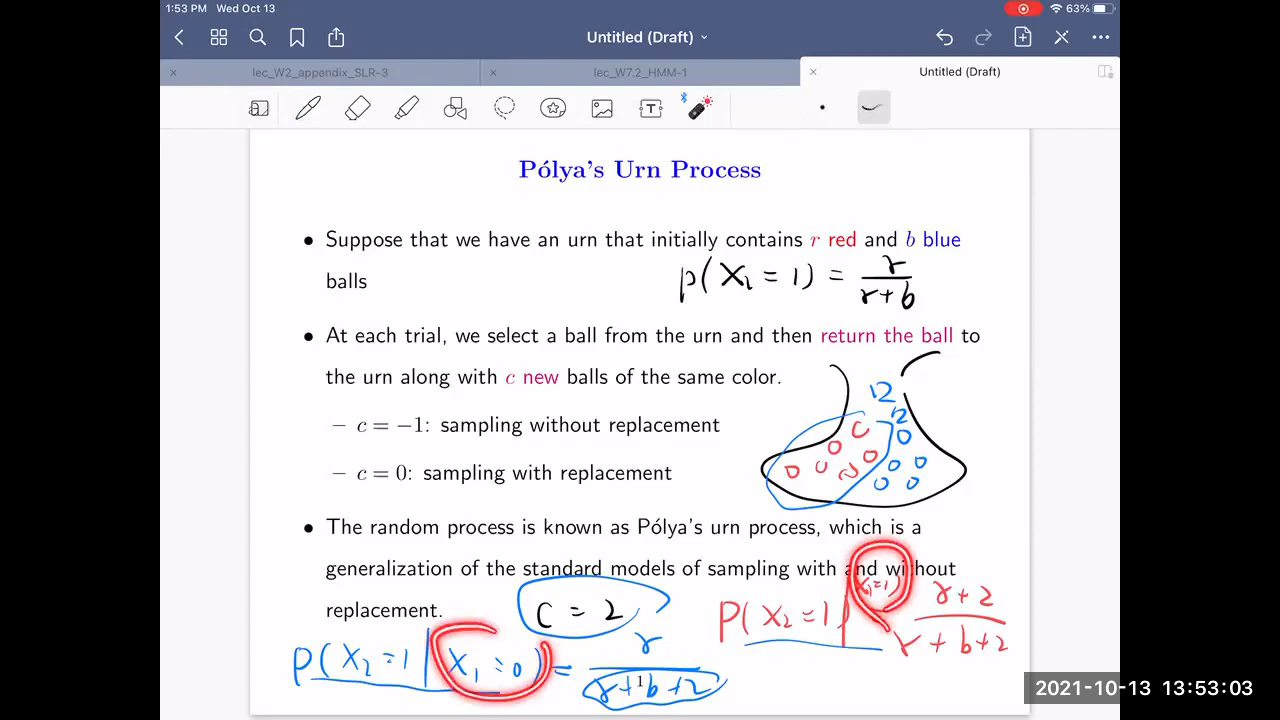 1:53 PM Wed Oct 13
63%
Untitled (Draft)
lec_W2_appendix_SLR-3
lec_W7.2_HMM-1
Untitled (Draft)
Pólya's Urn Process
• Suppose that we have an urn that initially contains r red and b blue
balls
p(X₁ = 1) = r / (r+b)
• At each trial, we select a ball from the urn and then return the ball to
the urn along with c new balls of the same color.
– c = −1: sampling without replacement
– c = 0: sampling with replacement
12
• The random process is known as Pólya's urn process, which is a
generalization of the standard models of sampling with and without
replacement.
C = 2
P(X₂ = 1 | X₁=1) r+2 / r+b+2
P(X₂ = 1 | X₁ = 0) = r / r+b+2
2021-10-13 13:53:03